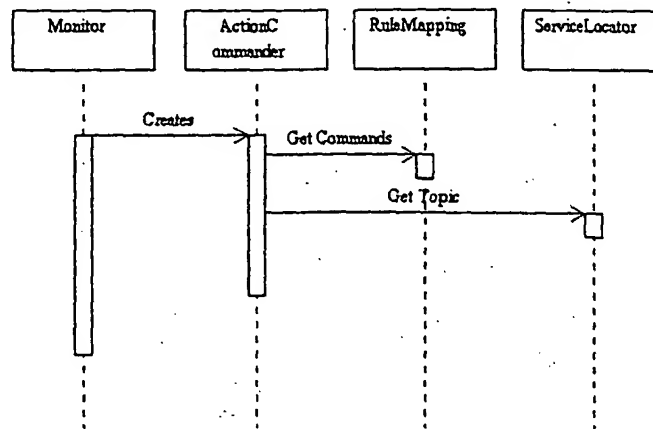 Monitor
ActionC
ommander
RuleMapping
ServiceLocator
Creates
Get Commands
Get Topic